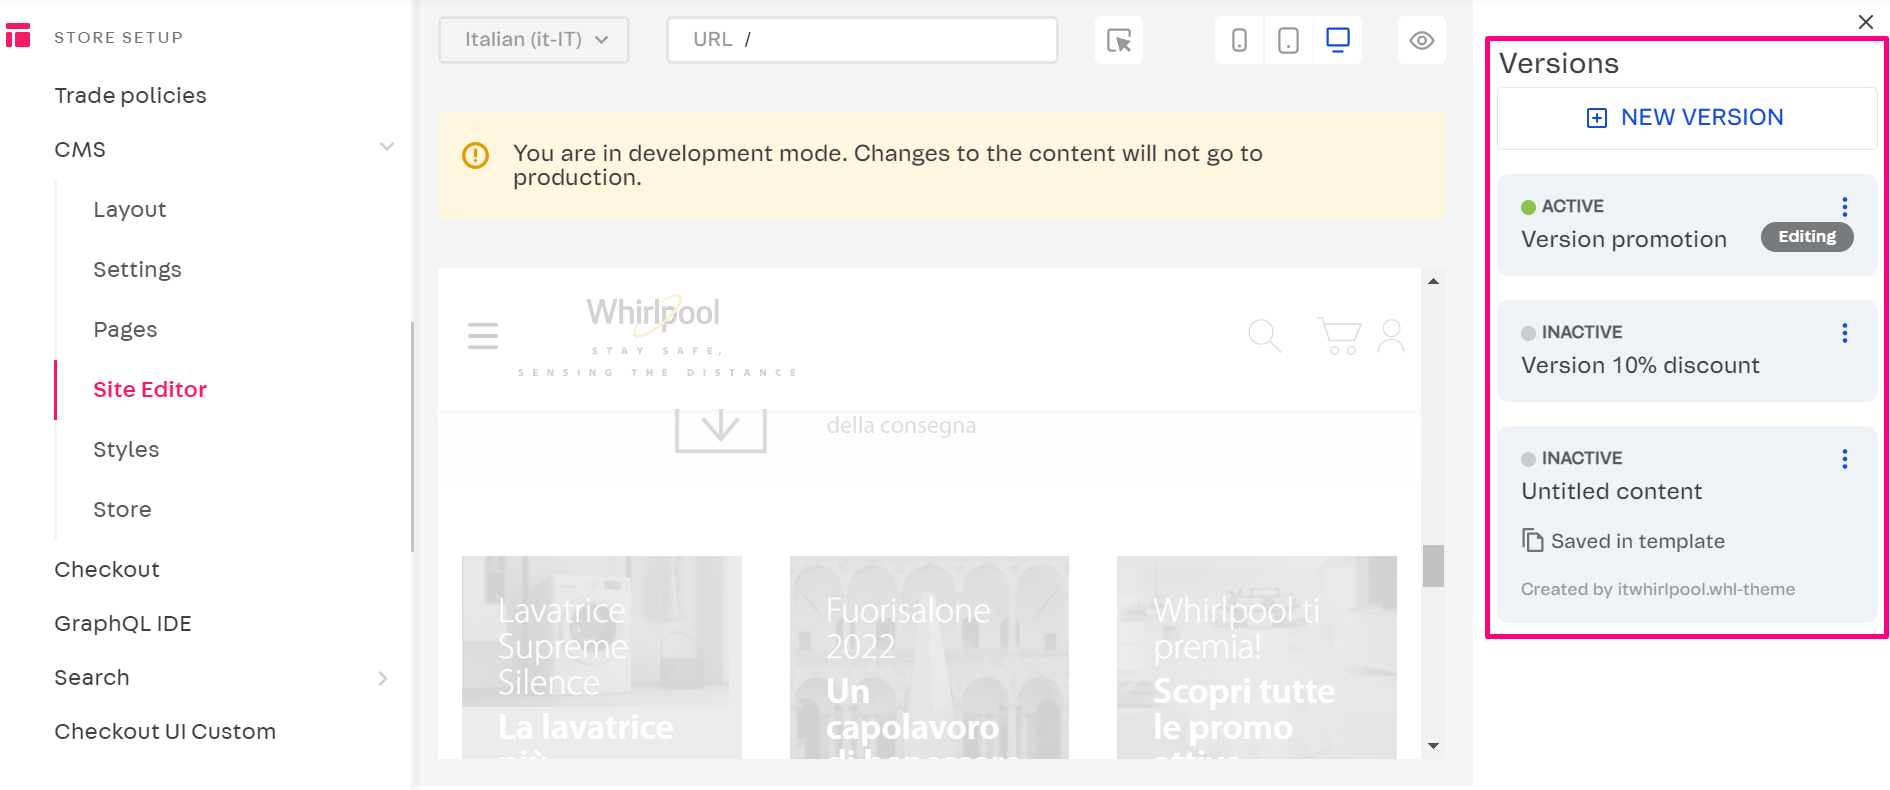 STORE SETUP
Trade policies
CMS
Layout
Settings
Pages
Site Editor
Styles
Store
Checkout
GraphQL IDE
Search
Checkout UI Custom
Italian (it-IT)
URL /
You are in development mode. Changes to the content will not go to
production.
Whirlpool
STAY SAFE,
SENSING THE DISTANCE
della consegna
Lavatrice
Supreme
Silence
La lavatrice
più
Fuorisalone
2022
Un
capolavoro
di benessere
Whirlpool ti
premia!
Scopri tutte
le promo
attive
Versions
NEW VERSION
ACTIVE
Version promotion
Editing
INACTIVE
Version 10% discount
INACTIVE
Untitled content
Saved in template
Created by itwhirlpool.whl-theme